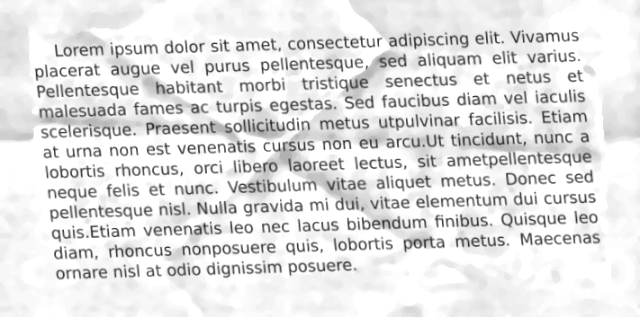 Lorem ipsum dolor sit amet, consectetur adipiscing elit. Vivamus
placerat augue vel purus pellentesque, sed aliquam elit varius.
Pellentesque habitant morbi tristique senectus et netus et
malesuada fames ac turpis egestas. Sed faucibus diam vel iaculis
scelerisque. Praesent sollicitudin metus utpulvinar facilisis. Etiam
at urna non est venenatis cursus non eu arcu.Ut tincidunt, nunc a
lobortis rhoncus, orci libero laoreet lectus, sit ametpellentesque
neque felis et nunc. Vestibulum vitae aliquet metus. Donec sed
pellentesque nisl. Nulla gravida mi dui, vitae elementum dui cursus
quis.Etiam venenatis leo nec lacus bibendum finibus. Quisque leo
diam, rhoncus nonposuere quis, lobortis porta metus. Maecenas
ornare nisl at odio dignissim posuere.